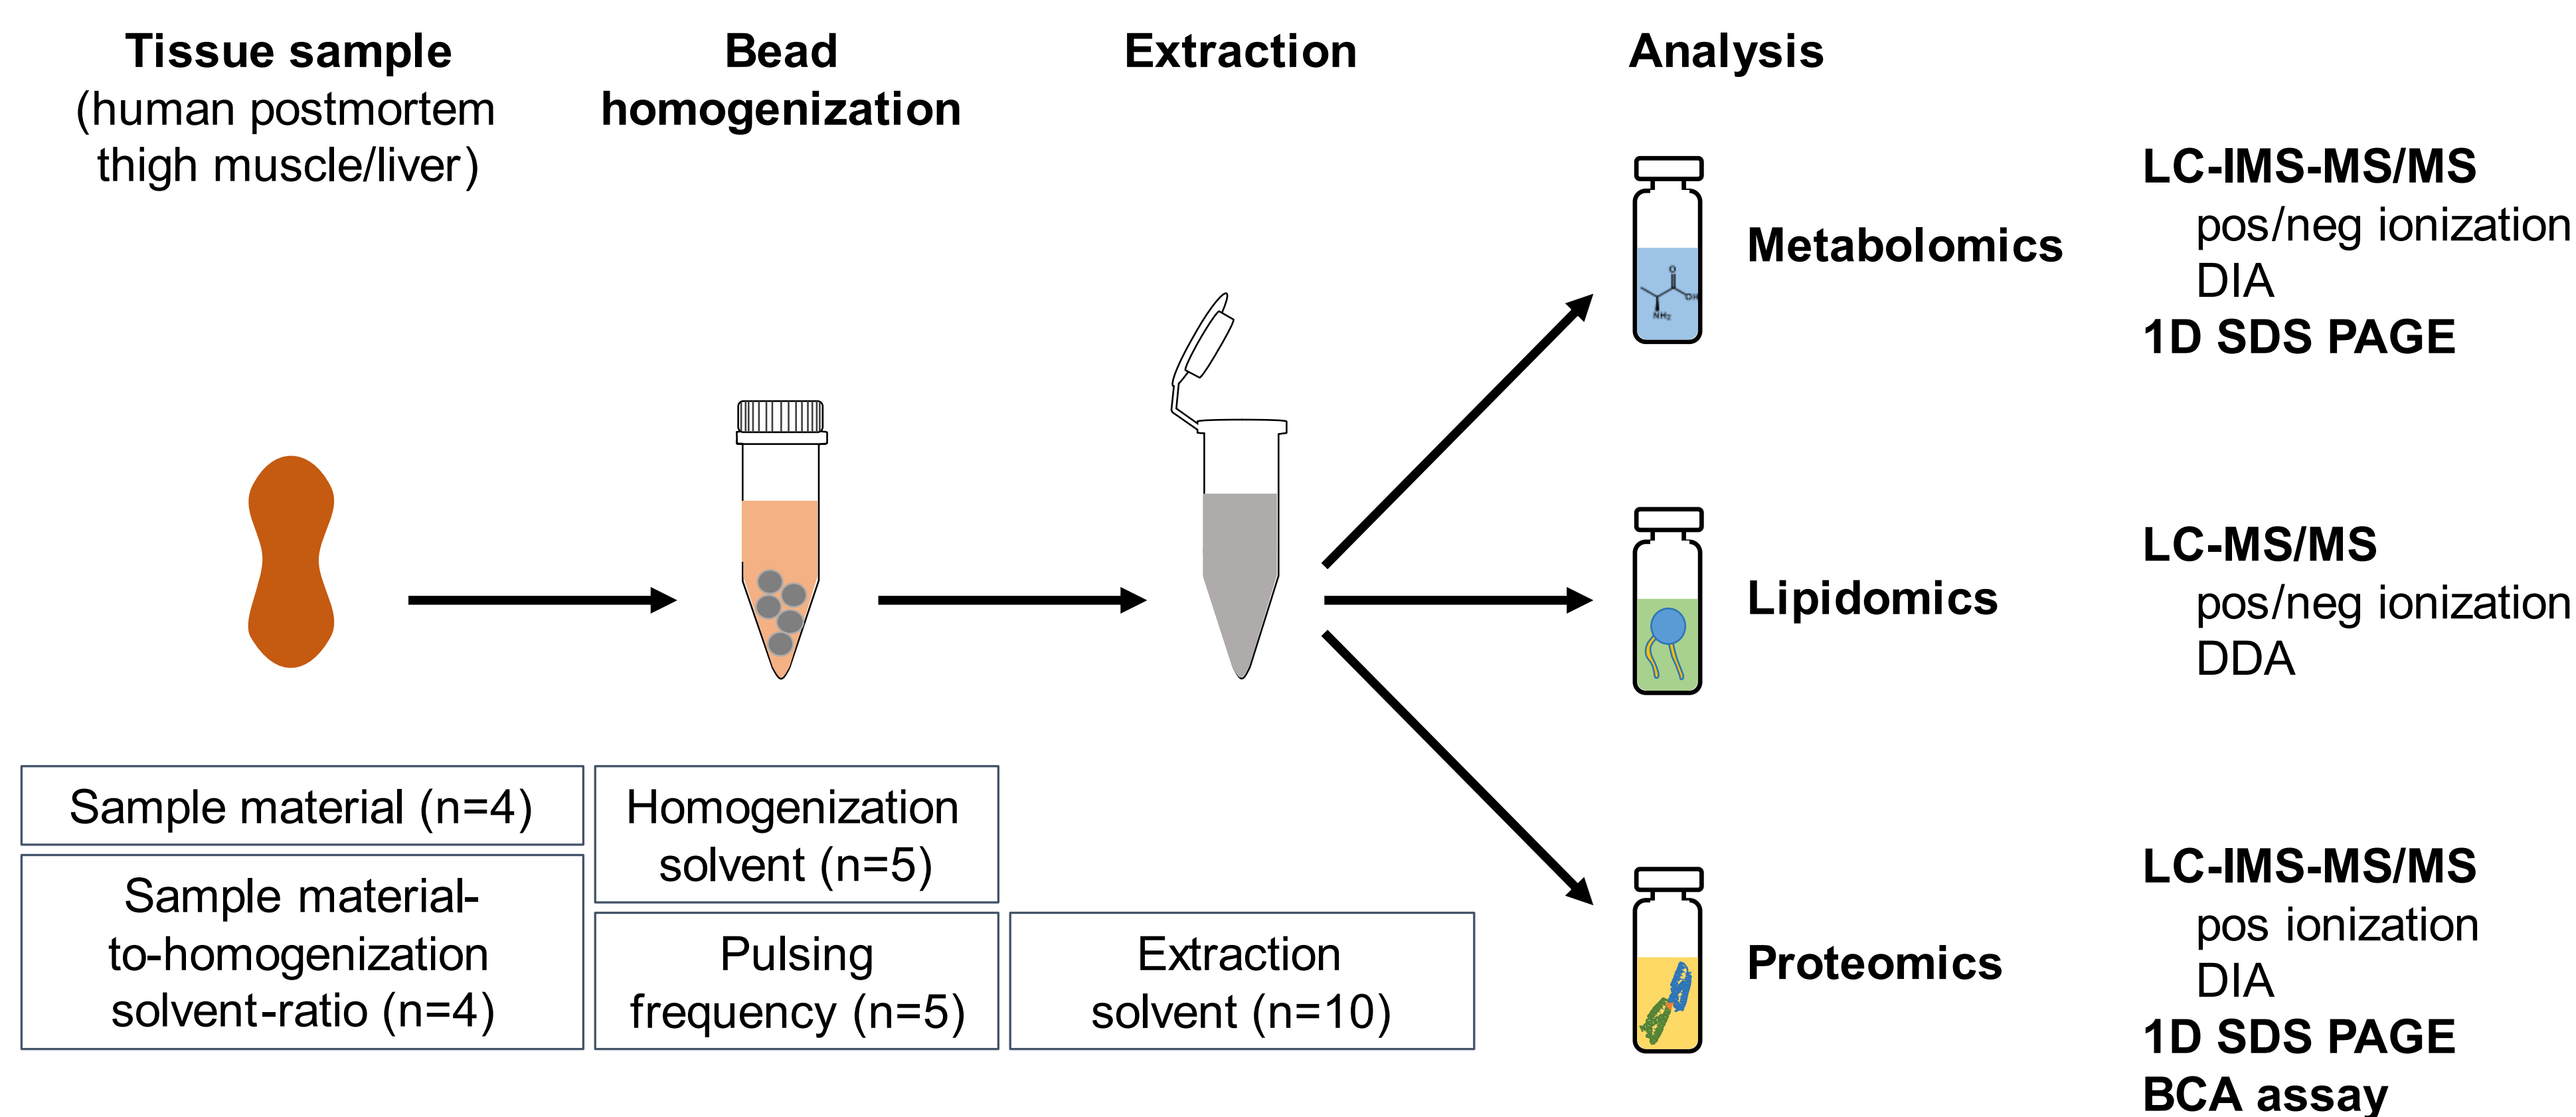 Tissue sample
(human postmortem
thigh muscle/liver)
Bead
homogenization
Extraction
Analysis
Metabolomics
LC-IMS-MS/MS
pos/neg ionization
DIA
1D SDS PAGE
O
OH
NH₂
Lipidomics
LC-MS/MS
pos/neg ionization
DDA
Proteomics
LC-IMS-MS/MS
pos ionization
DIA
1D SDS PAGE
BCA assay
Sample material (n=4)
Sample material-
to-homogenization
solvent-ratio (n=4)
Homogenization
solvent (n=5)
Pulsing
frequency (n=5)
Extraction
solvent (n=10)